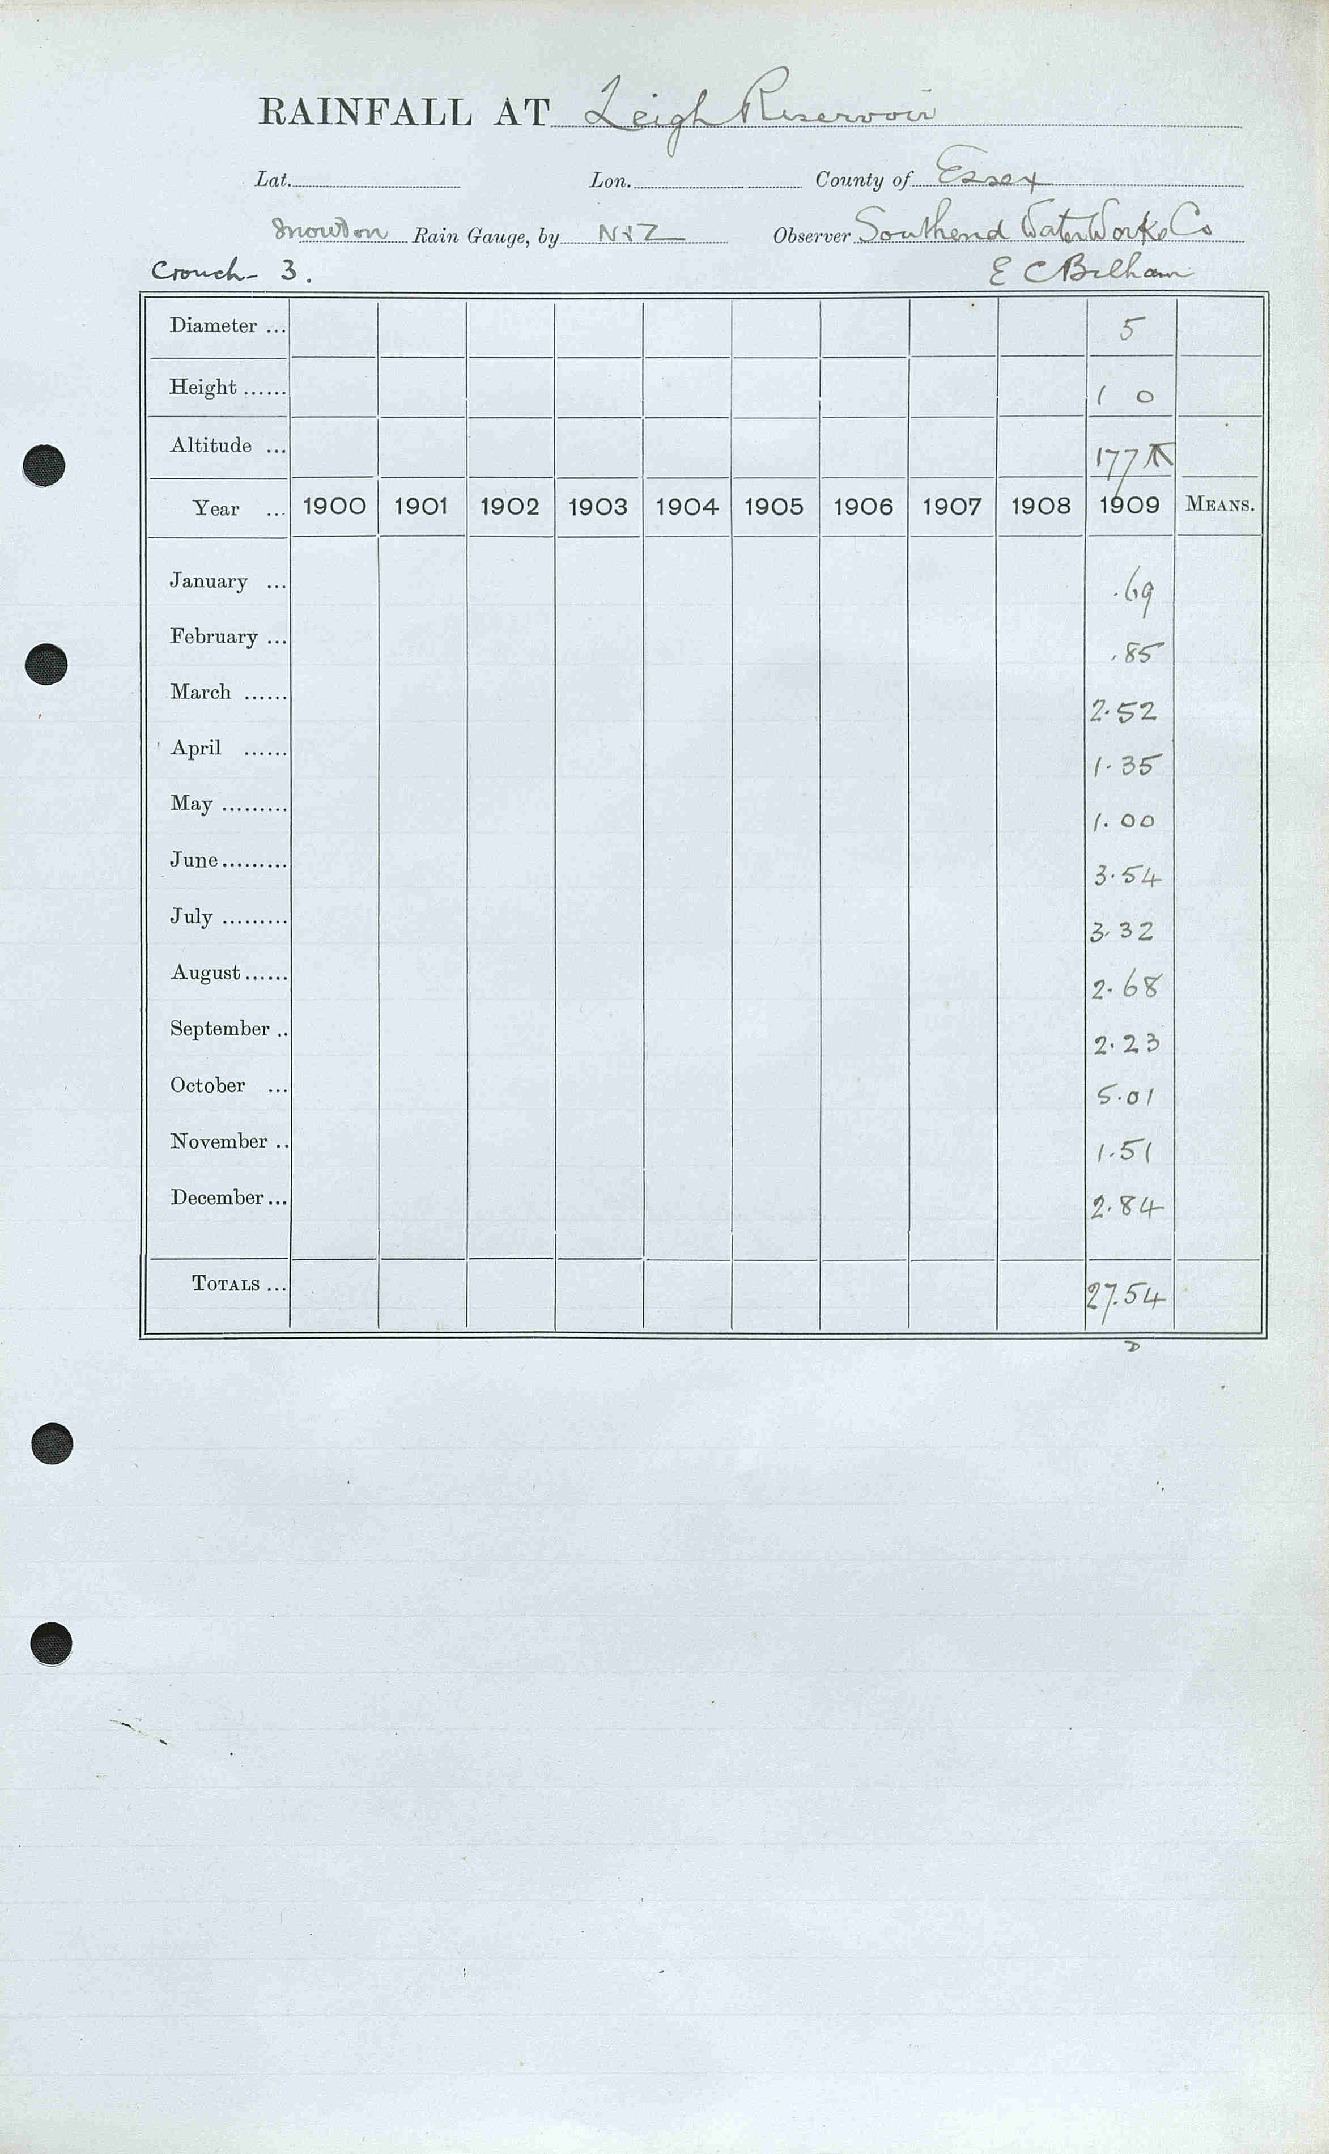 RAINFALL AT Leigh Reservoir
Lat. Lon. County of Essex
Snowdon Rain Gauge, by N & Z Observer Southend Water Works Co
Crouch - 3. E C Bilham
Diameter ... 5
Height ...... 1 0
Altitude ... 177 ft
Year ... 1900 1901 1902 1903 1904 1905 1906 1907 1908 1909 MEANS.
January ... .69
February ... .85
March ...... 2.52
April ...... 1.35
May ......... 1.00
June......... 3.54
July ......... 3.32
August...... 2.68
September .. 2.23
October ... 5.01
November .. 1.51
December... 2.84
TOTALS ... 27.54
D